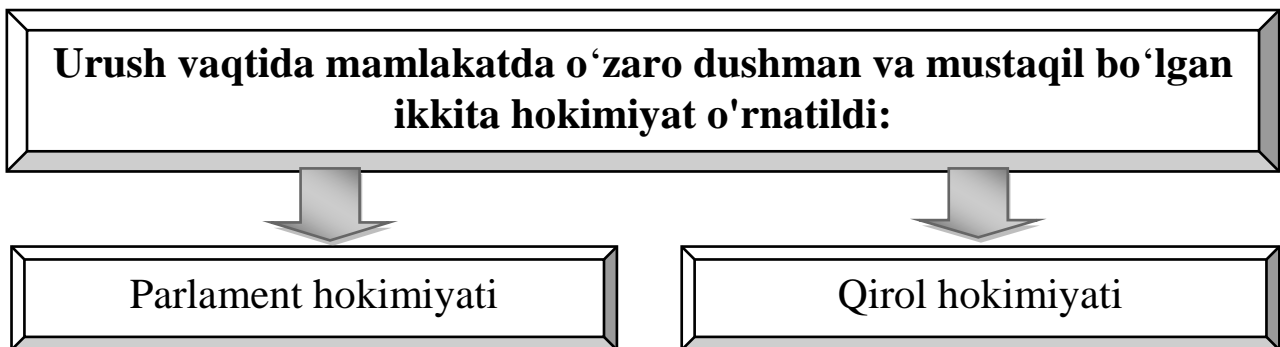 Urush vaqtida mamlakatda o‘zaro dushman va mustaqil bo‘lgan
ikkita hokimiyat o'rnatildi:
Parlament hokimiyati
Qirol hokimiyati